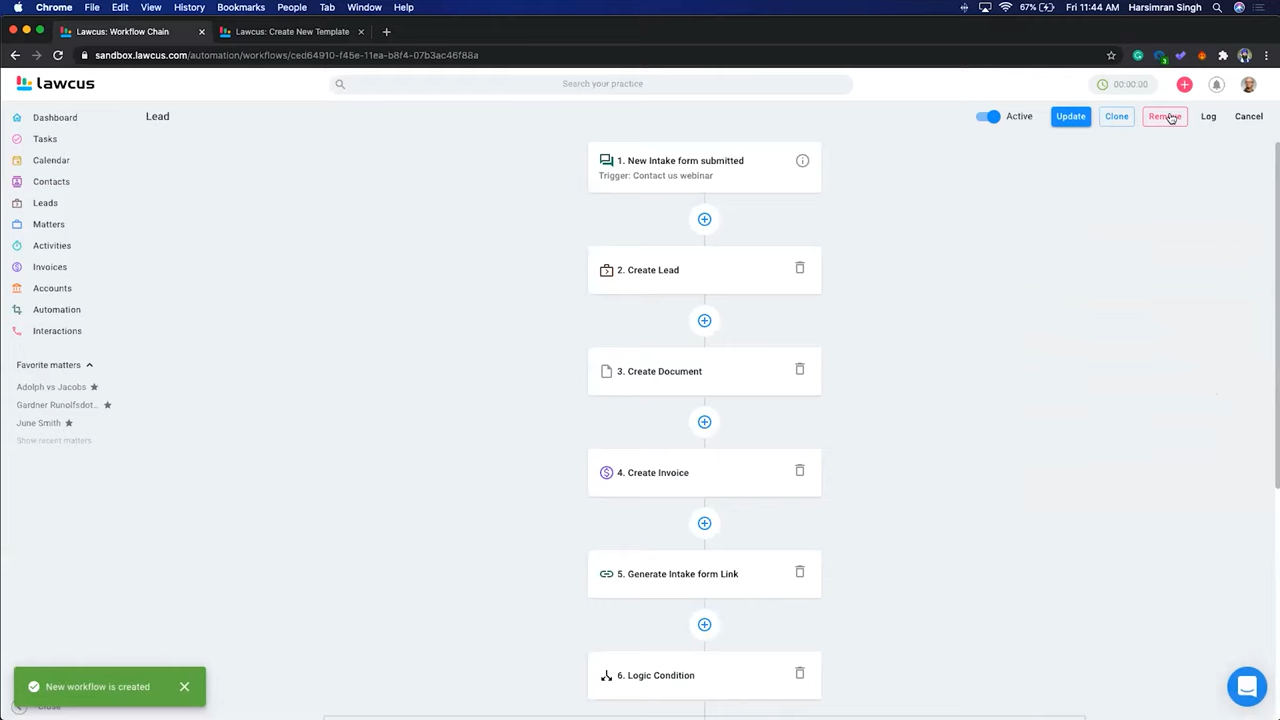 Chrome File Edit View History Bookmarks People Tab Window Help 67% Fri 11:44 AM Harsimran Singh
Lawcus: Workflow Chain Lawcus: Create New Template
sandbox.lawcus.com/automation/workflows/ced64910-f45e-11ea-b8f4-07b3ac46f88a
lawcus Search your practice 00:00:00
Dashboard
Tasks
Calendar
Contacts
Leads
Matters
Activities
Invoices
Accounts
Automation
Interactions
Favorite matters
Adolph vs Jacobs
Gardner Runolfsdot...
June Smith
Show recent matters
Lead Active Update Clone Remove Log Cancel
1. New Intake form submitted
Trigger: Contact us webinar
2. Create Lead
3. Create Document
4. Create Invoice
5. Generate Intake form Link
6. Logic Condition
New workflow is created
Close